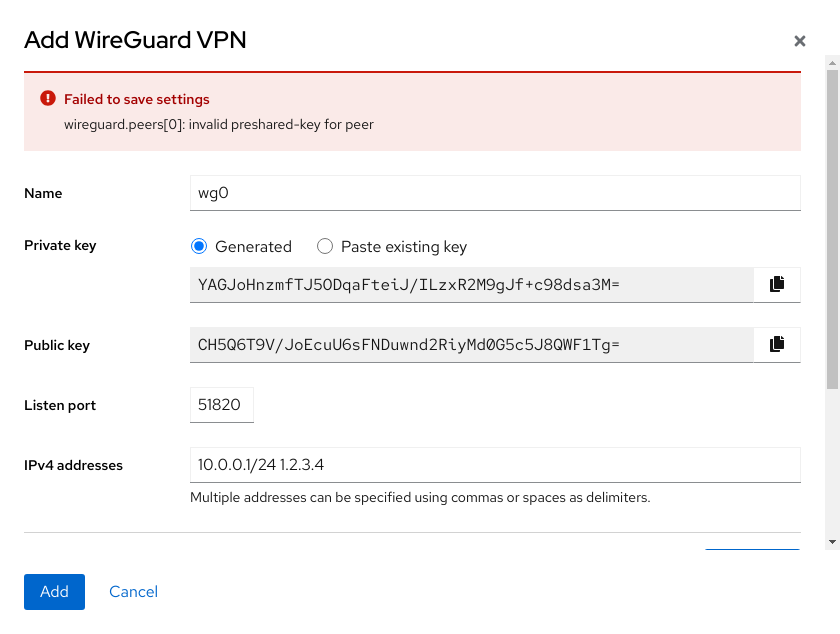 Add WireGuard VPN
Failed to save settings
wireguard.peers[0]: invalid preshared-key for peer
Name
wg0
Private key
Generated
Paste existing key
YAGJoHnzmfTJ5ODqaFteiJ/ILzxR2M9gJf+c98dsa3M=
Public key
CH5Q6T9V/JoEcuU6sFNDuwnd2RiyMd0G5c5J8QWF1Tg=
Listen port
51820
IPv4 addresses
10.0.0.1/24 1.2.3.4
Multiple addresses can be specified using commas or spaces as delimiters.
Add
Cancel